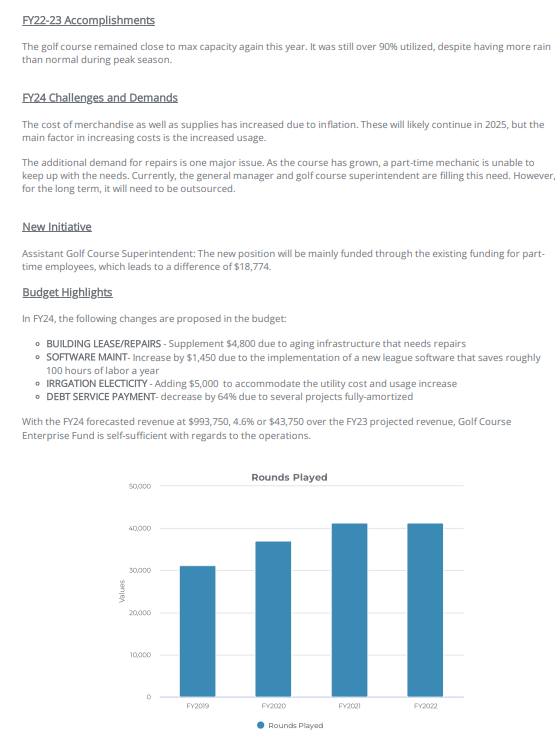 FY22-23 Accomplishments
The golf course remained close to max capacity again this year. It was still over 90% utilized, despite having more rain
than normal during peak season.
FY24 Challenges and Demands
The cost of merchandise as well as supplies has increased due to inflation. These will likely continue in 2025, but the
main factor in increasing costs is the increased usage.
The additional demand for repairs is one major issue. As the course has grown, a part-time mechanic is unable to
keep up with the needs. Currently, the general manager and golf course superintendent are filling this need. However,
for the long term, it will need to be outsourced.
New Initiative
Assistant Golf Course Superintendent: The new position will be mainly funded through the existing funding for part-
time employees, which leads to a difference of $18,774.
Budget Highlights
In FY24, the following changes are proposed in the budget:
BUILDING LEASE/REPAIRS - Supplement $4,800 due to aging infrastructure that needs repairs
SOFTWARE MAINT- Increase by $1,450 due to the implementation of a new league software that saves roughly
100 hours of labor a year
IRRGATION ELECTICITY - Adding $5,000 to accommodate the utility cost and usage increase
DEBT SERVICE PAYMENT- decrease by 64% due to several projects fully-amortized
With the FY24 forecasted revenue at $993,750, 4.6% or $43,750 over the FY23 projected revenue, Golf Course
Enterprise Fund is self-sufficient with regards to the operations.
Rounds Played
50,000
40,000
30,000
20,000
10,000
0
Values
FY2019 FY2020 FY2021 FY2022
Rounds Played